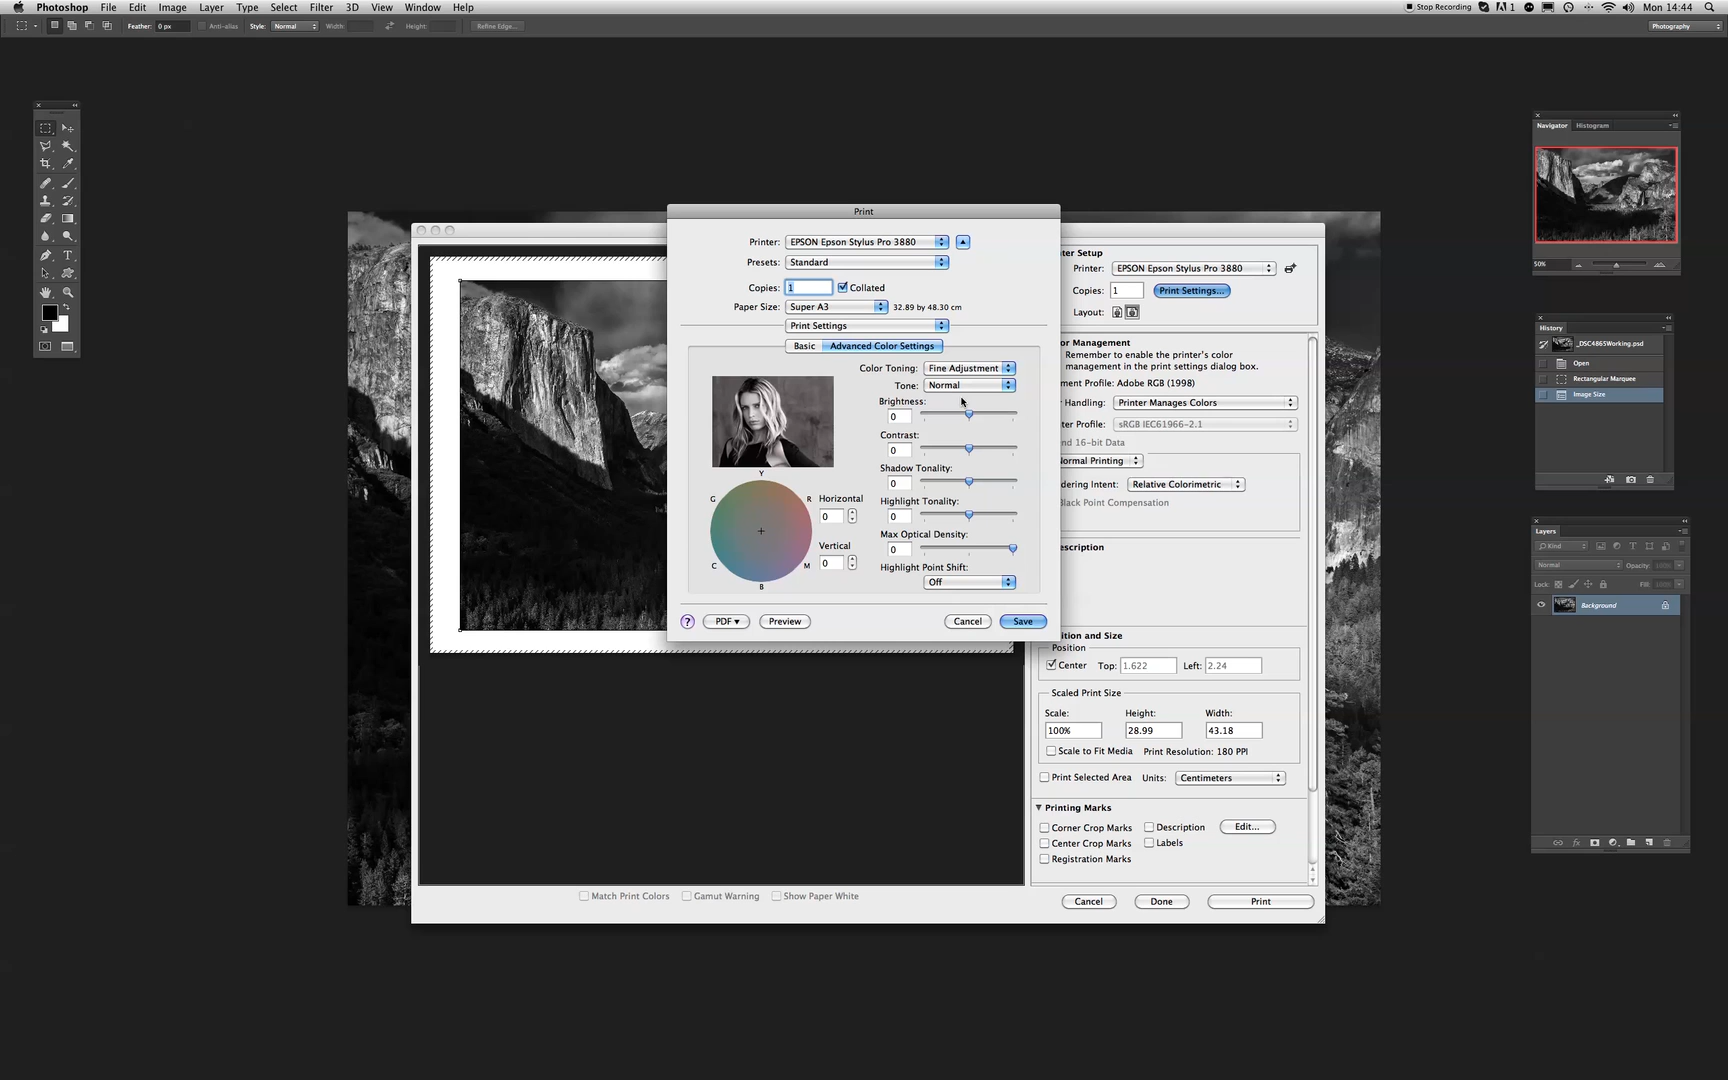 Photoshop File Edit Image Layer Type Select Filter 3D View Window Help
Stop Recording 1 Mon 14:44
Feather: 0 px Anti-alias Style: Normal Width: Height: Refine Edge... Photography
Print
Printer: EPSON Epson Stylus Pro 3880
Presets: Standard
Copies: 1 Collated
Paper Size: Super A3 32.89 by 48.30 cm
Print Settings
Basic Advanced Color Settings
Color Toning: Fine Adjustment
Tone: Normal
Brightness:
0
Contrast:
0
Shadow Tonality:
0
Highlight Tonality:
0
Max Optical Density:
0
Highlight Point Shift:
Off
Y
G R
C M
B
Horizontal
0
Vertical
0
? PDF Preview Cancel Save
ter Setup
Printer: EPSON Epson Stylus Pro 3880
Copies: 1 Print Settings...
Layout:
or Management
Remember to enable the printer's color
management in the print settings dialog box.
ment Profile: Adobe RGB (1998)
Handling: Printer Manages Colors
ter Profile: sRGB IEC61966-2.1
nd 16-bit Data
ormal Printing
dering Intent: Relative Colorimetric
Black Point Compensation
escription
ition and Size
Position
Center Top: 1.622 Left: 2.24
Scaled Print Size
Scale: Height: Width:
100% 28.99 43.18
Scale to Fit Media Print Resolution: 180 PPI
Print Selected Area Units: Centimeters
Printing Marks
Corner Crop Marks Description Edit...
Center Crop Marks Labels
Registration Marks
Match Print Colors Gamut Warning Show Paper White
Cancel Done Print
Navigator Histogram
50%
History
_DSC4865Working.psd
Open
Rectangular Marquee
Image Size
Layers
Kind
Normal Opacity: 100%
Lock: Fill: 100%
Background